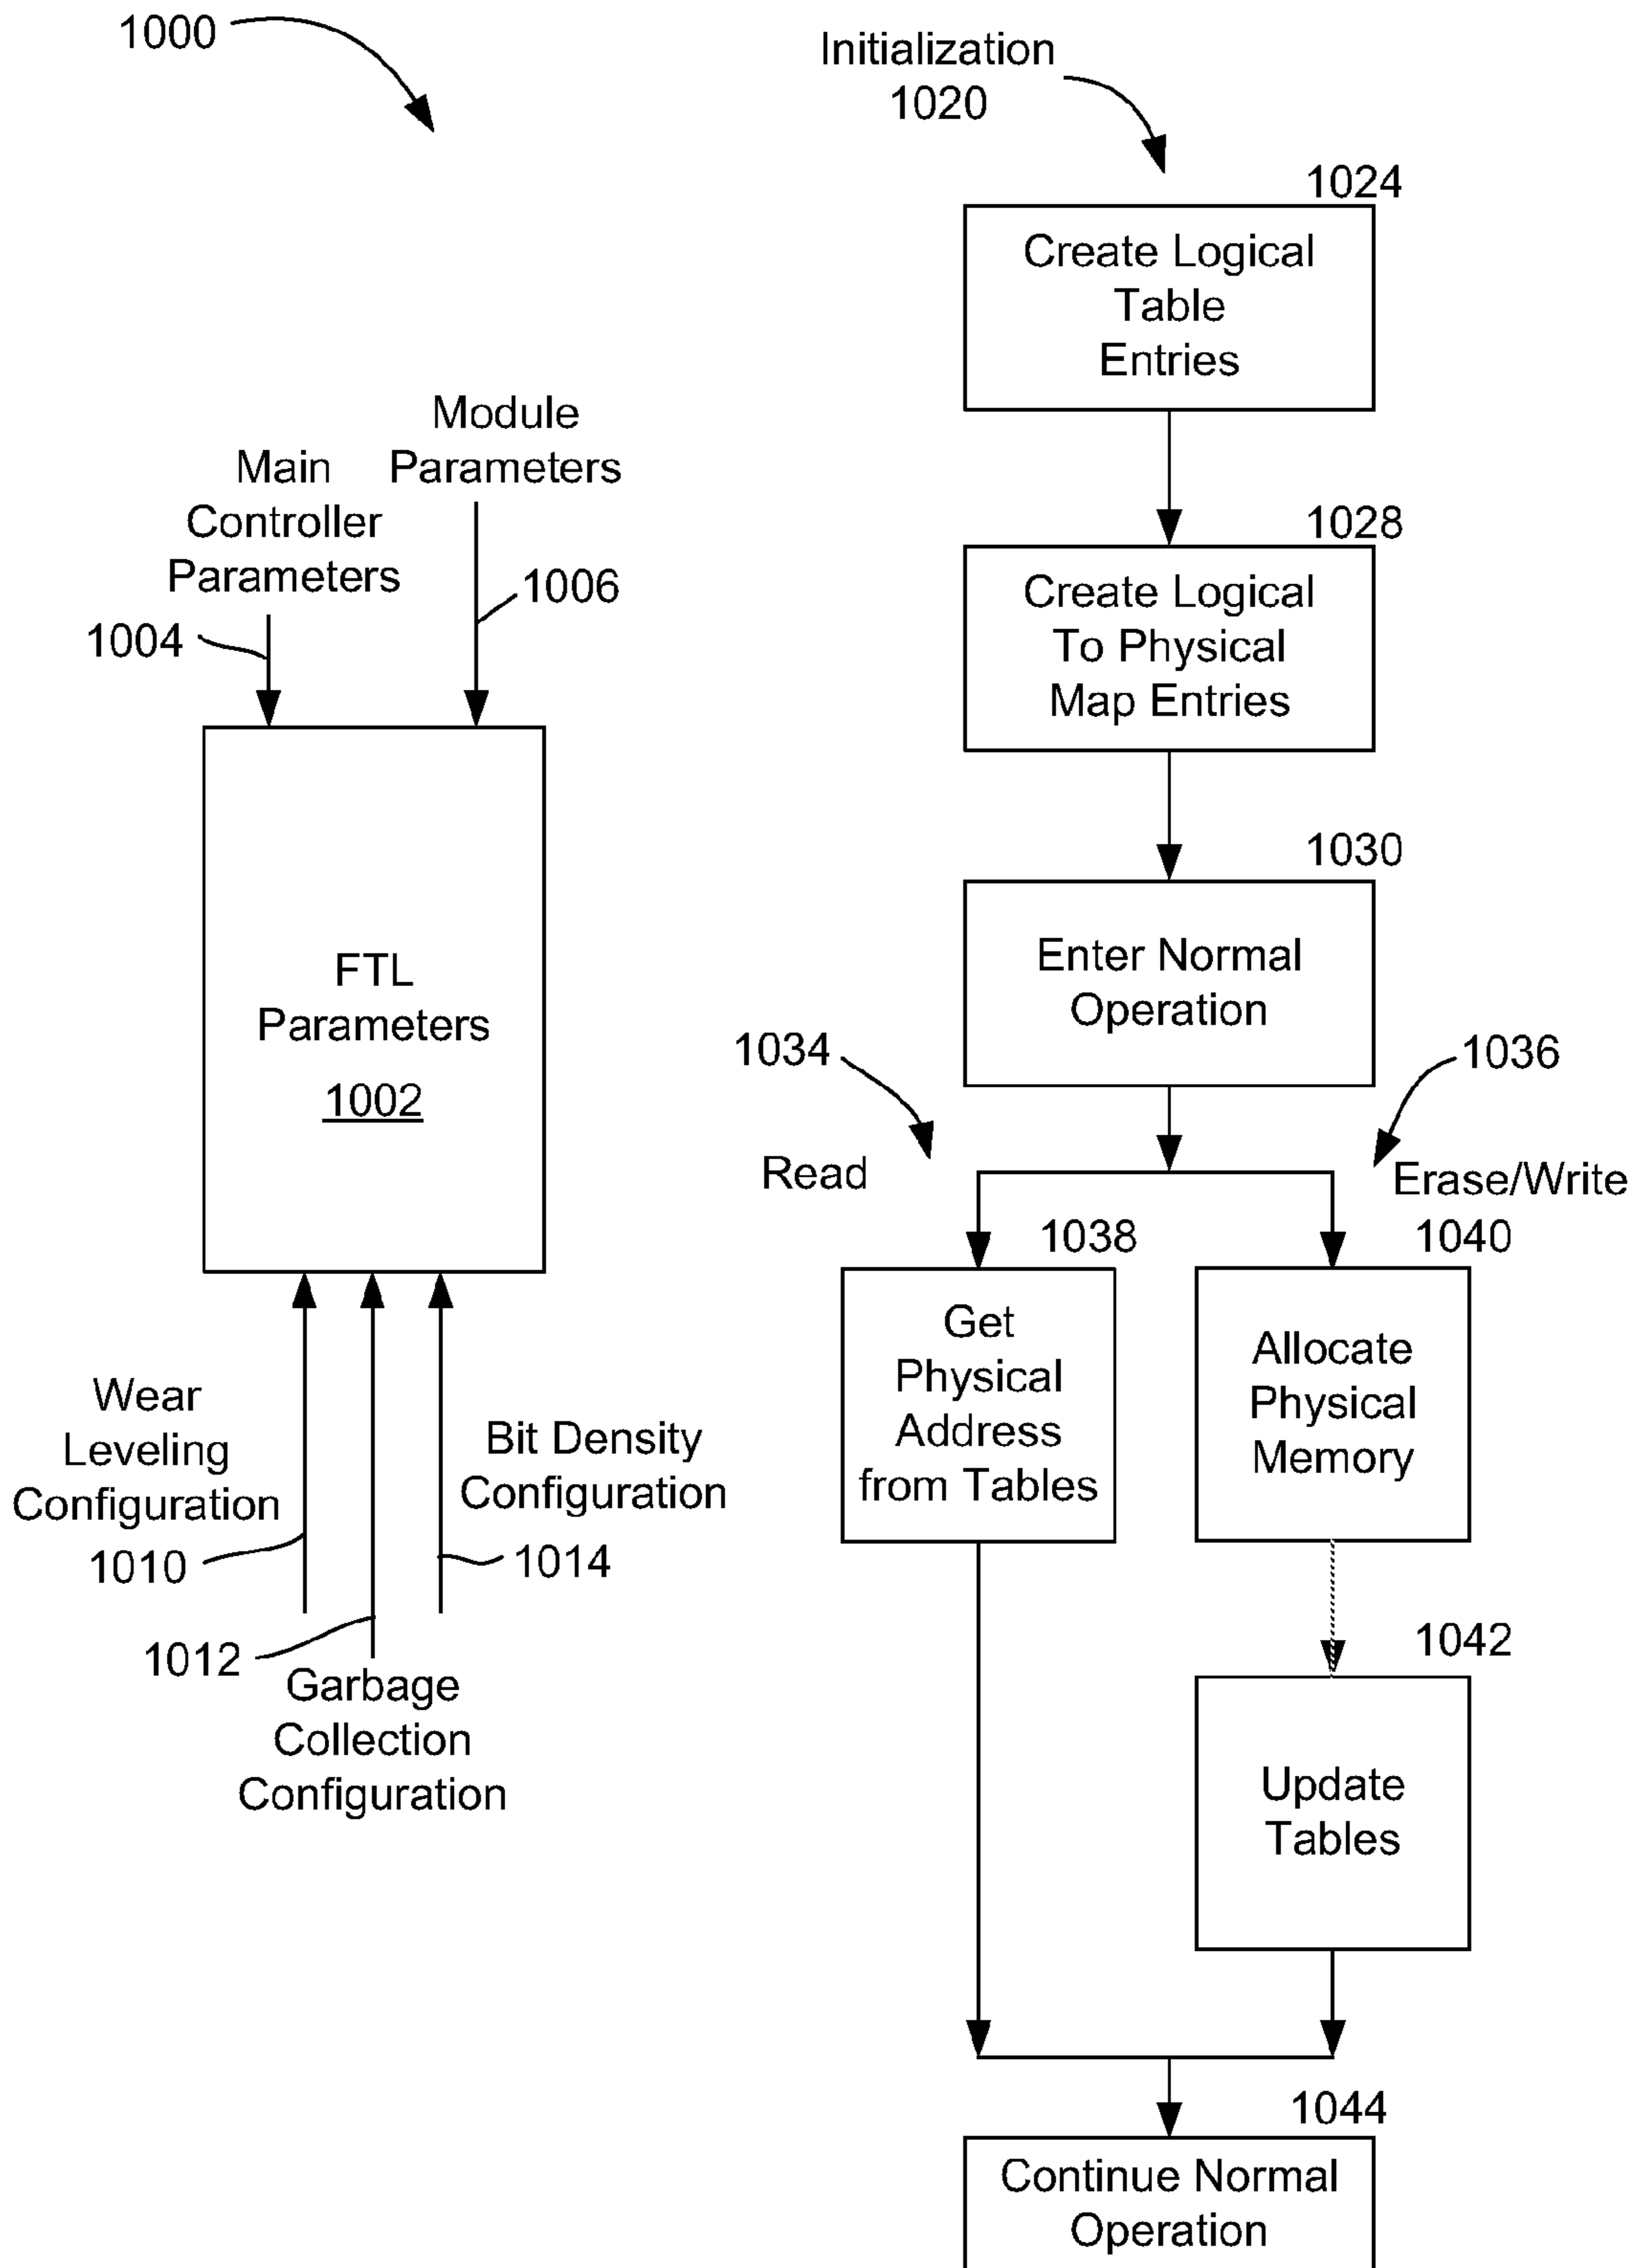 1000
Main
Controller
Parameters
1004
Module
Parameters
1006
FTL
Parameters
1002
Wear
Leveling
Configuration
1010
1012
Garbage
Collection
Configuration
Bit Density
Configuration
1014
Initialization
1020
1024
Create Logical
Table
Entries
1028
Create Logical
To Physical
Map Entries
1030
Enter Normal
Operation
1034
Read
1036
Erase/Write
1038
Get
Physical
Address
from Tables
1040
Allocate
Physical
Memory
1042
Update
Tables
1044
Continue Normal
Operation